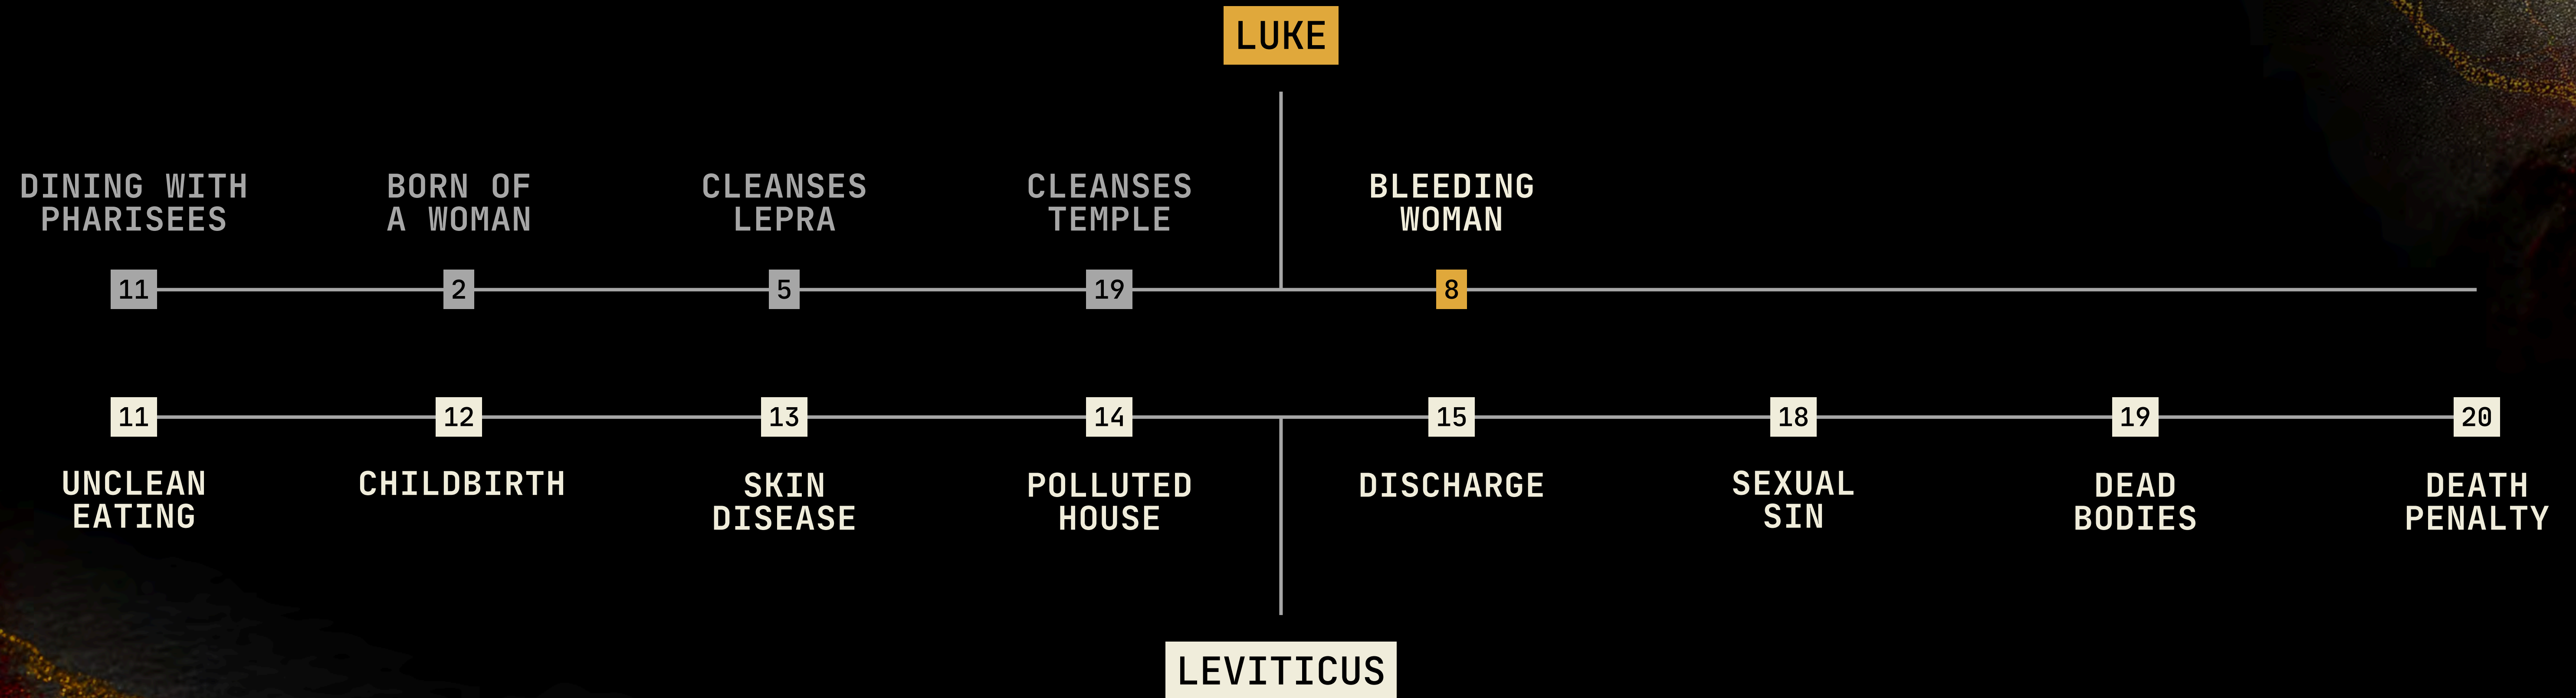 LUKE
DINING WITH
PHARISEES
BORN OF
A WOMAN
CLEANSES
LEPRA
CLEANSES
TEMPLE
BLEEDING
WOMAN
11 2 5 19 8
11 12 13 14 15 18 19 20
UNCLEAN
EATING
CHILDBIRTH
SKIN
DISEASE
POLLUTED
HOUSE
DISCHARGE
SEXUAL
SIN
DEAD
BODIES
DEATH
PENALTY
LEVITICUS